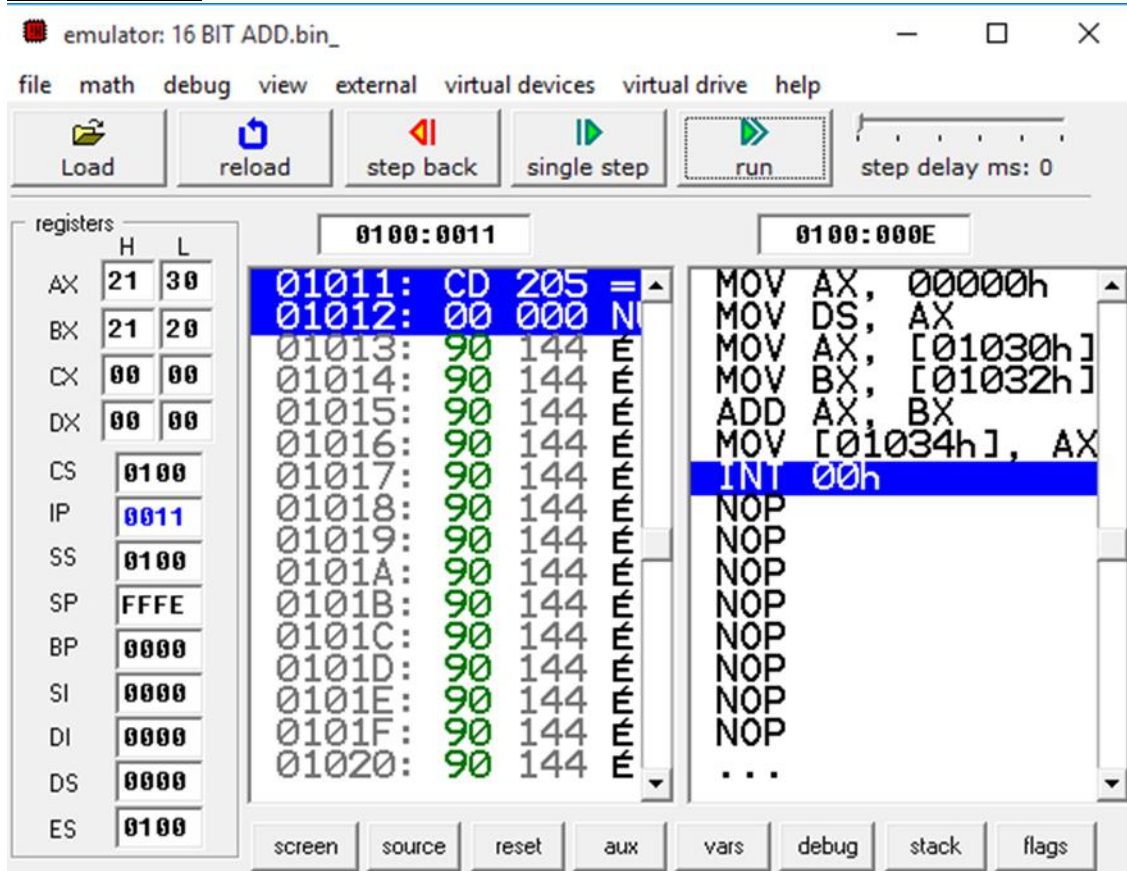 emulator: 16 BIT ADD.bin_
file math debug view external virtual devices virtual drive help
Load reload step back single step run step delay ms: 0
registers
H L
0100:0011 0100:000E
AX 21 30
BX 21 20
CX 00 00
DX 00 00
CS 0100
IP 0011
SS 0100
SP FFFE
BP 0000
SI 0000
DI 0000
DS 0000
ES 0100
01011: CD 205 =
01012: 00 000 NU
01013: 90 144 É
01014: 90 144 É
01015: 90 144 É
01016: 90 144 É
01017: 90 144 É
01018: 90 144 É
01019: 90 144 É
0101A: 90 144 É
0101B: 90 144 É
0101C: 90 144 É
0101D: 90 144 É
0101E: 90 144 É
0101F: 90 144 É
01020: 90 144 É
MOV AX, 00000h
MOV DS, AX
MOV AX, [01030h]
MOV BX, [01032h]
ADD AX, BX
MOV [01034h], AX
INT 00h
NOP
NOP
NOP
NOP
NOP
NOP
NOP
NOP
...
screen source reset aux vars debug stack flags